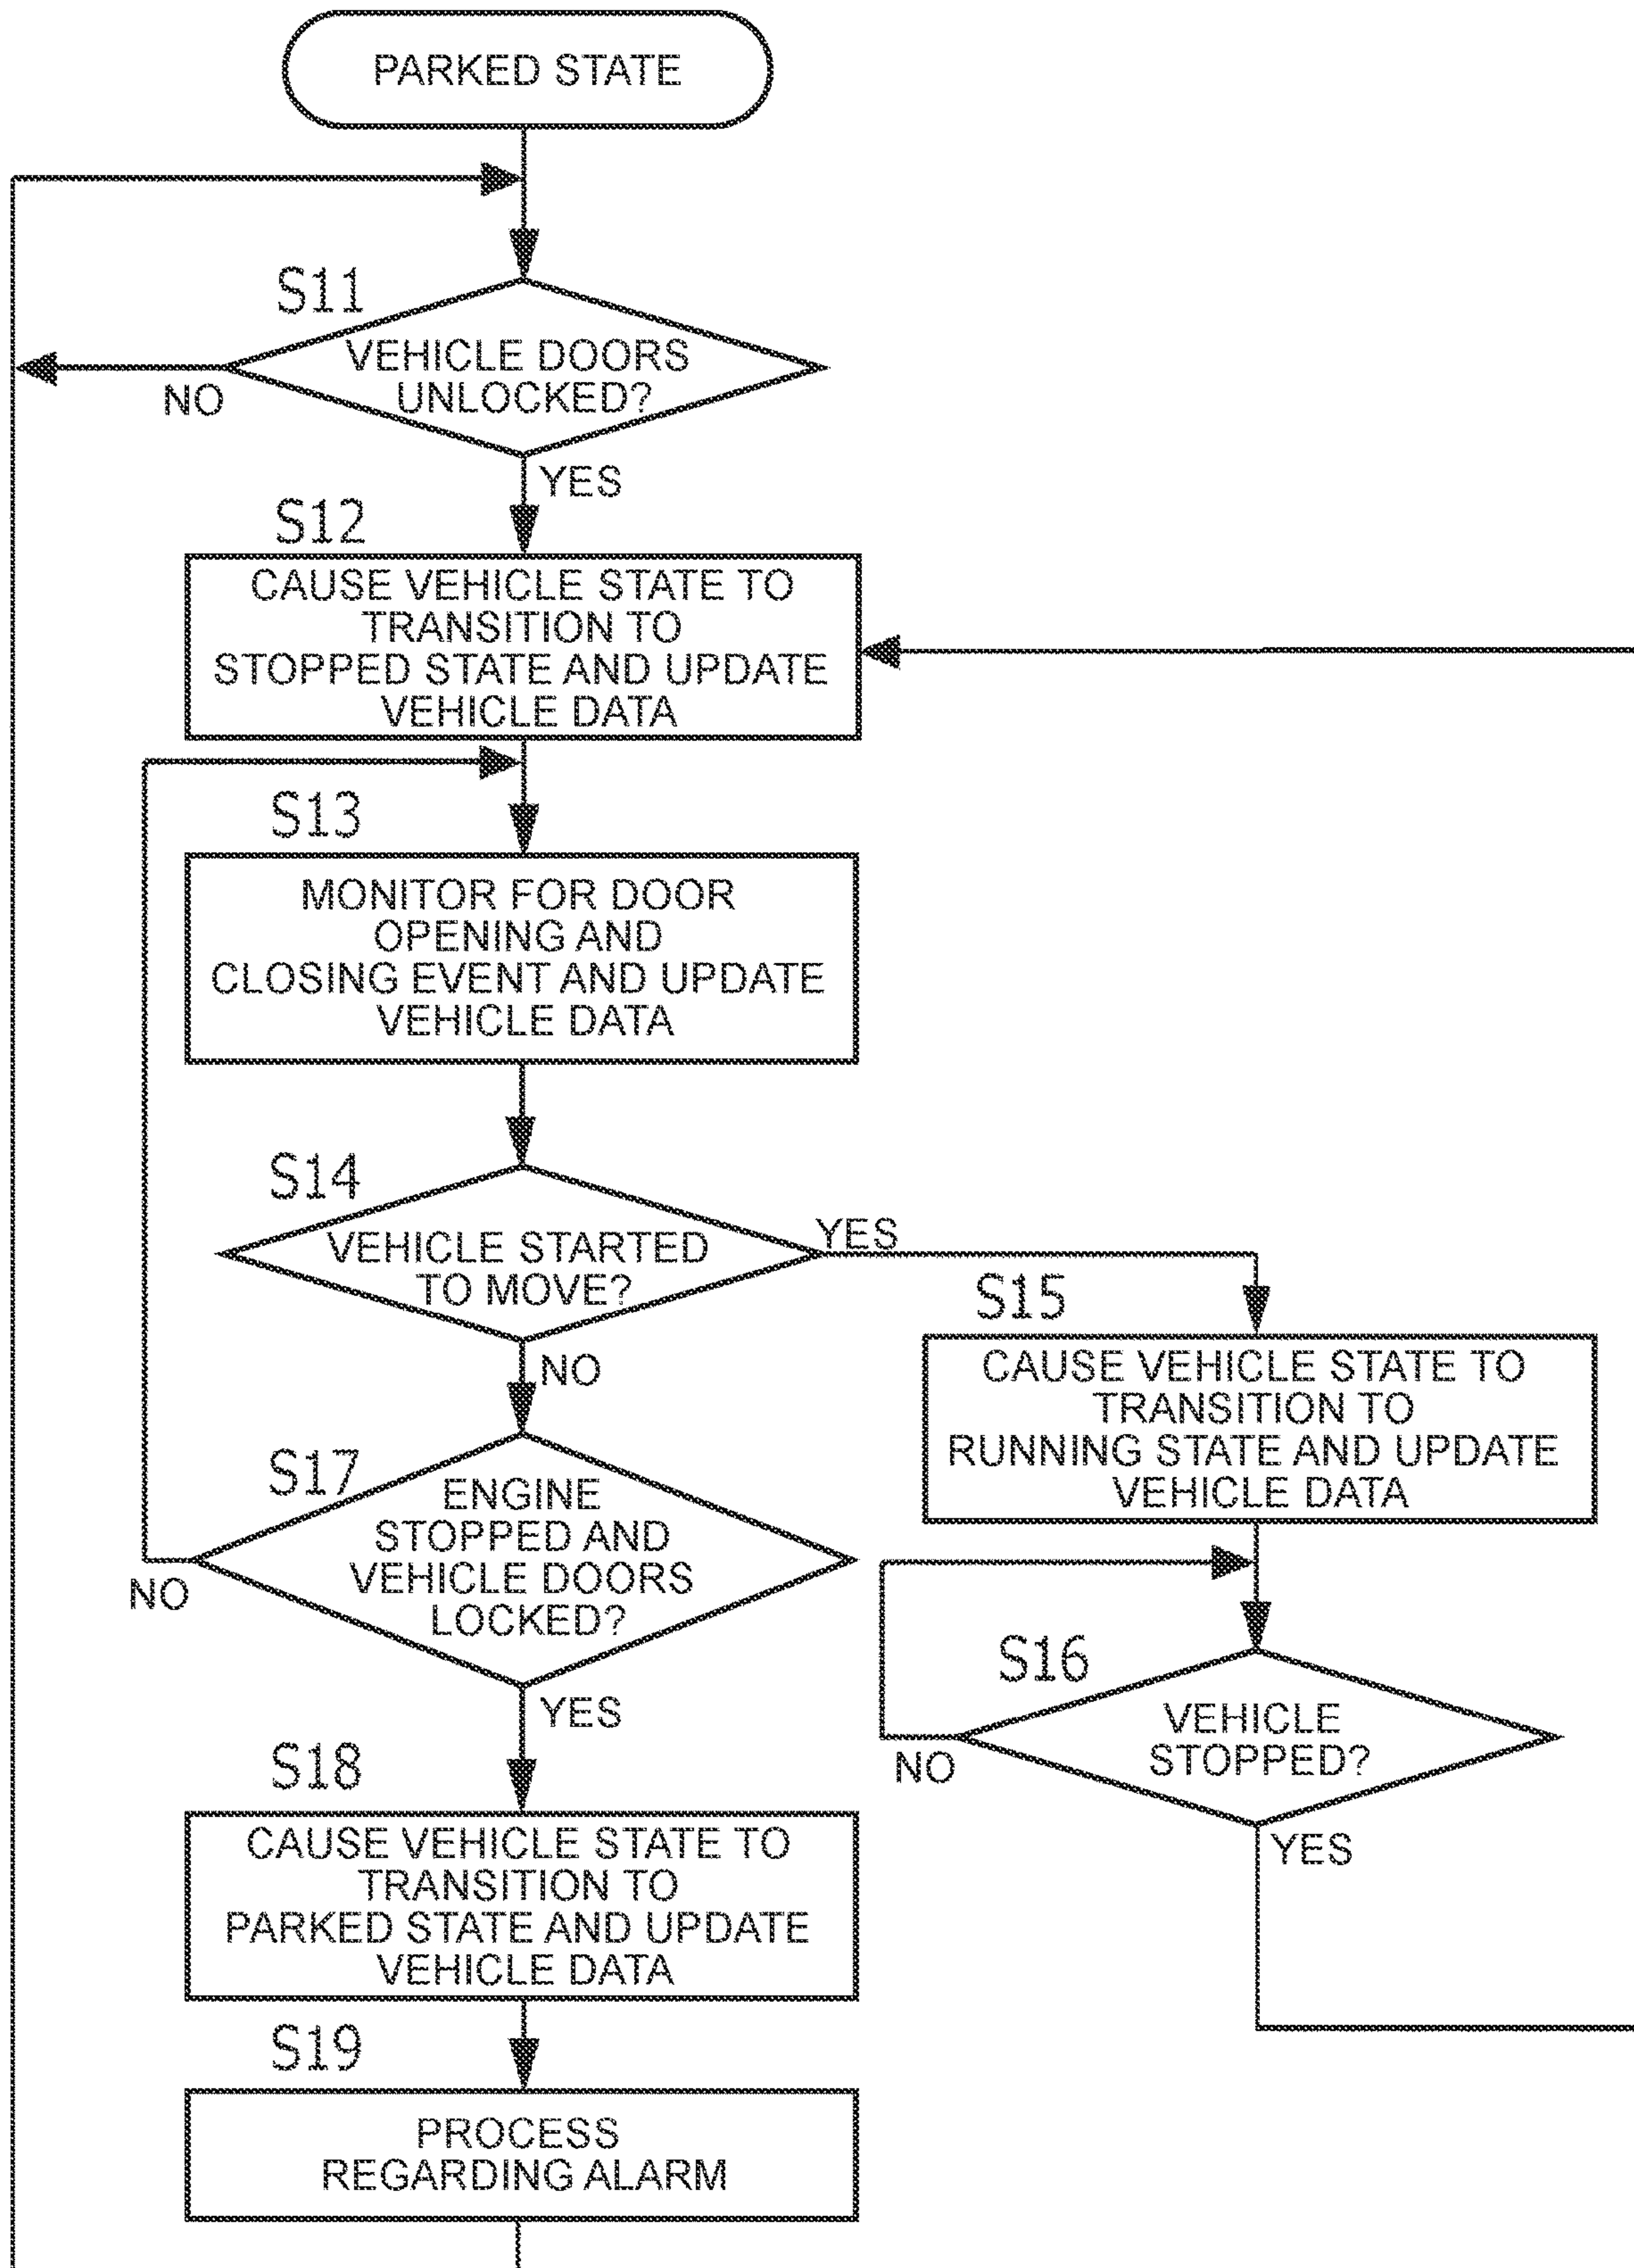 PARKED STATE
S11
VEHICLE DOORS
UNLOCKED?
NO
YES
S12
CAUSE VEHICLE STATE TO
TRANSITION TO
STOPPED STATE AND UPDATE
VEHICLE DATA
S13
MONITOR FOR DOOR
OPENING AND
CLOSING EVENT AND UPDATE
VEHICLE DATA
S14
VEHICLE STARTED
TO MOVE?
YES
NO
S15
CAUSE VEHICLE STATE TO
TRANSITION TO
RUNNING STATE AND UPDATE
VEHICLE DATA
S16
VEHICLE
STOPPED?
NO
YES
S17
ENGINE
STOPPED AND
VEHICLE DOORS
LOCKED?
NO
YES
S18
CAUSE VEHICLE STATE TO
TRANSITION TO
PARKED STATE AND UPDATE
VEHICLE DATA
S19
PROCESS
REGARDING ALARM